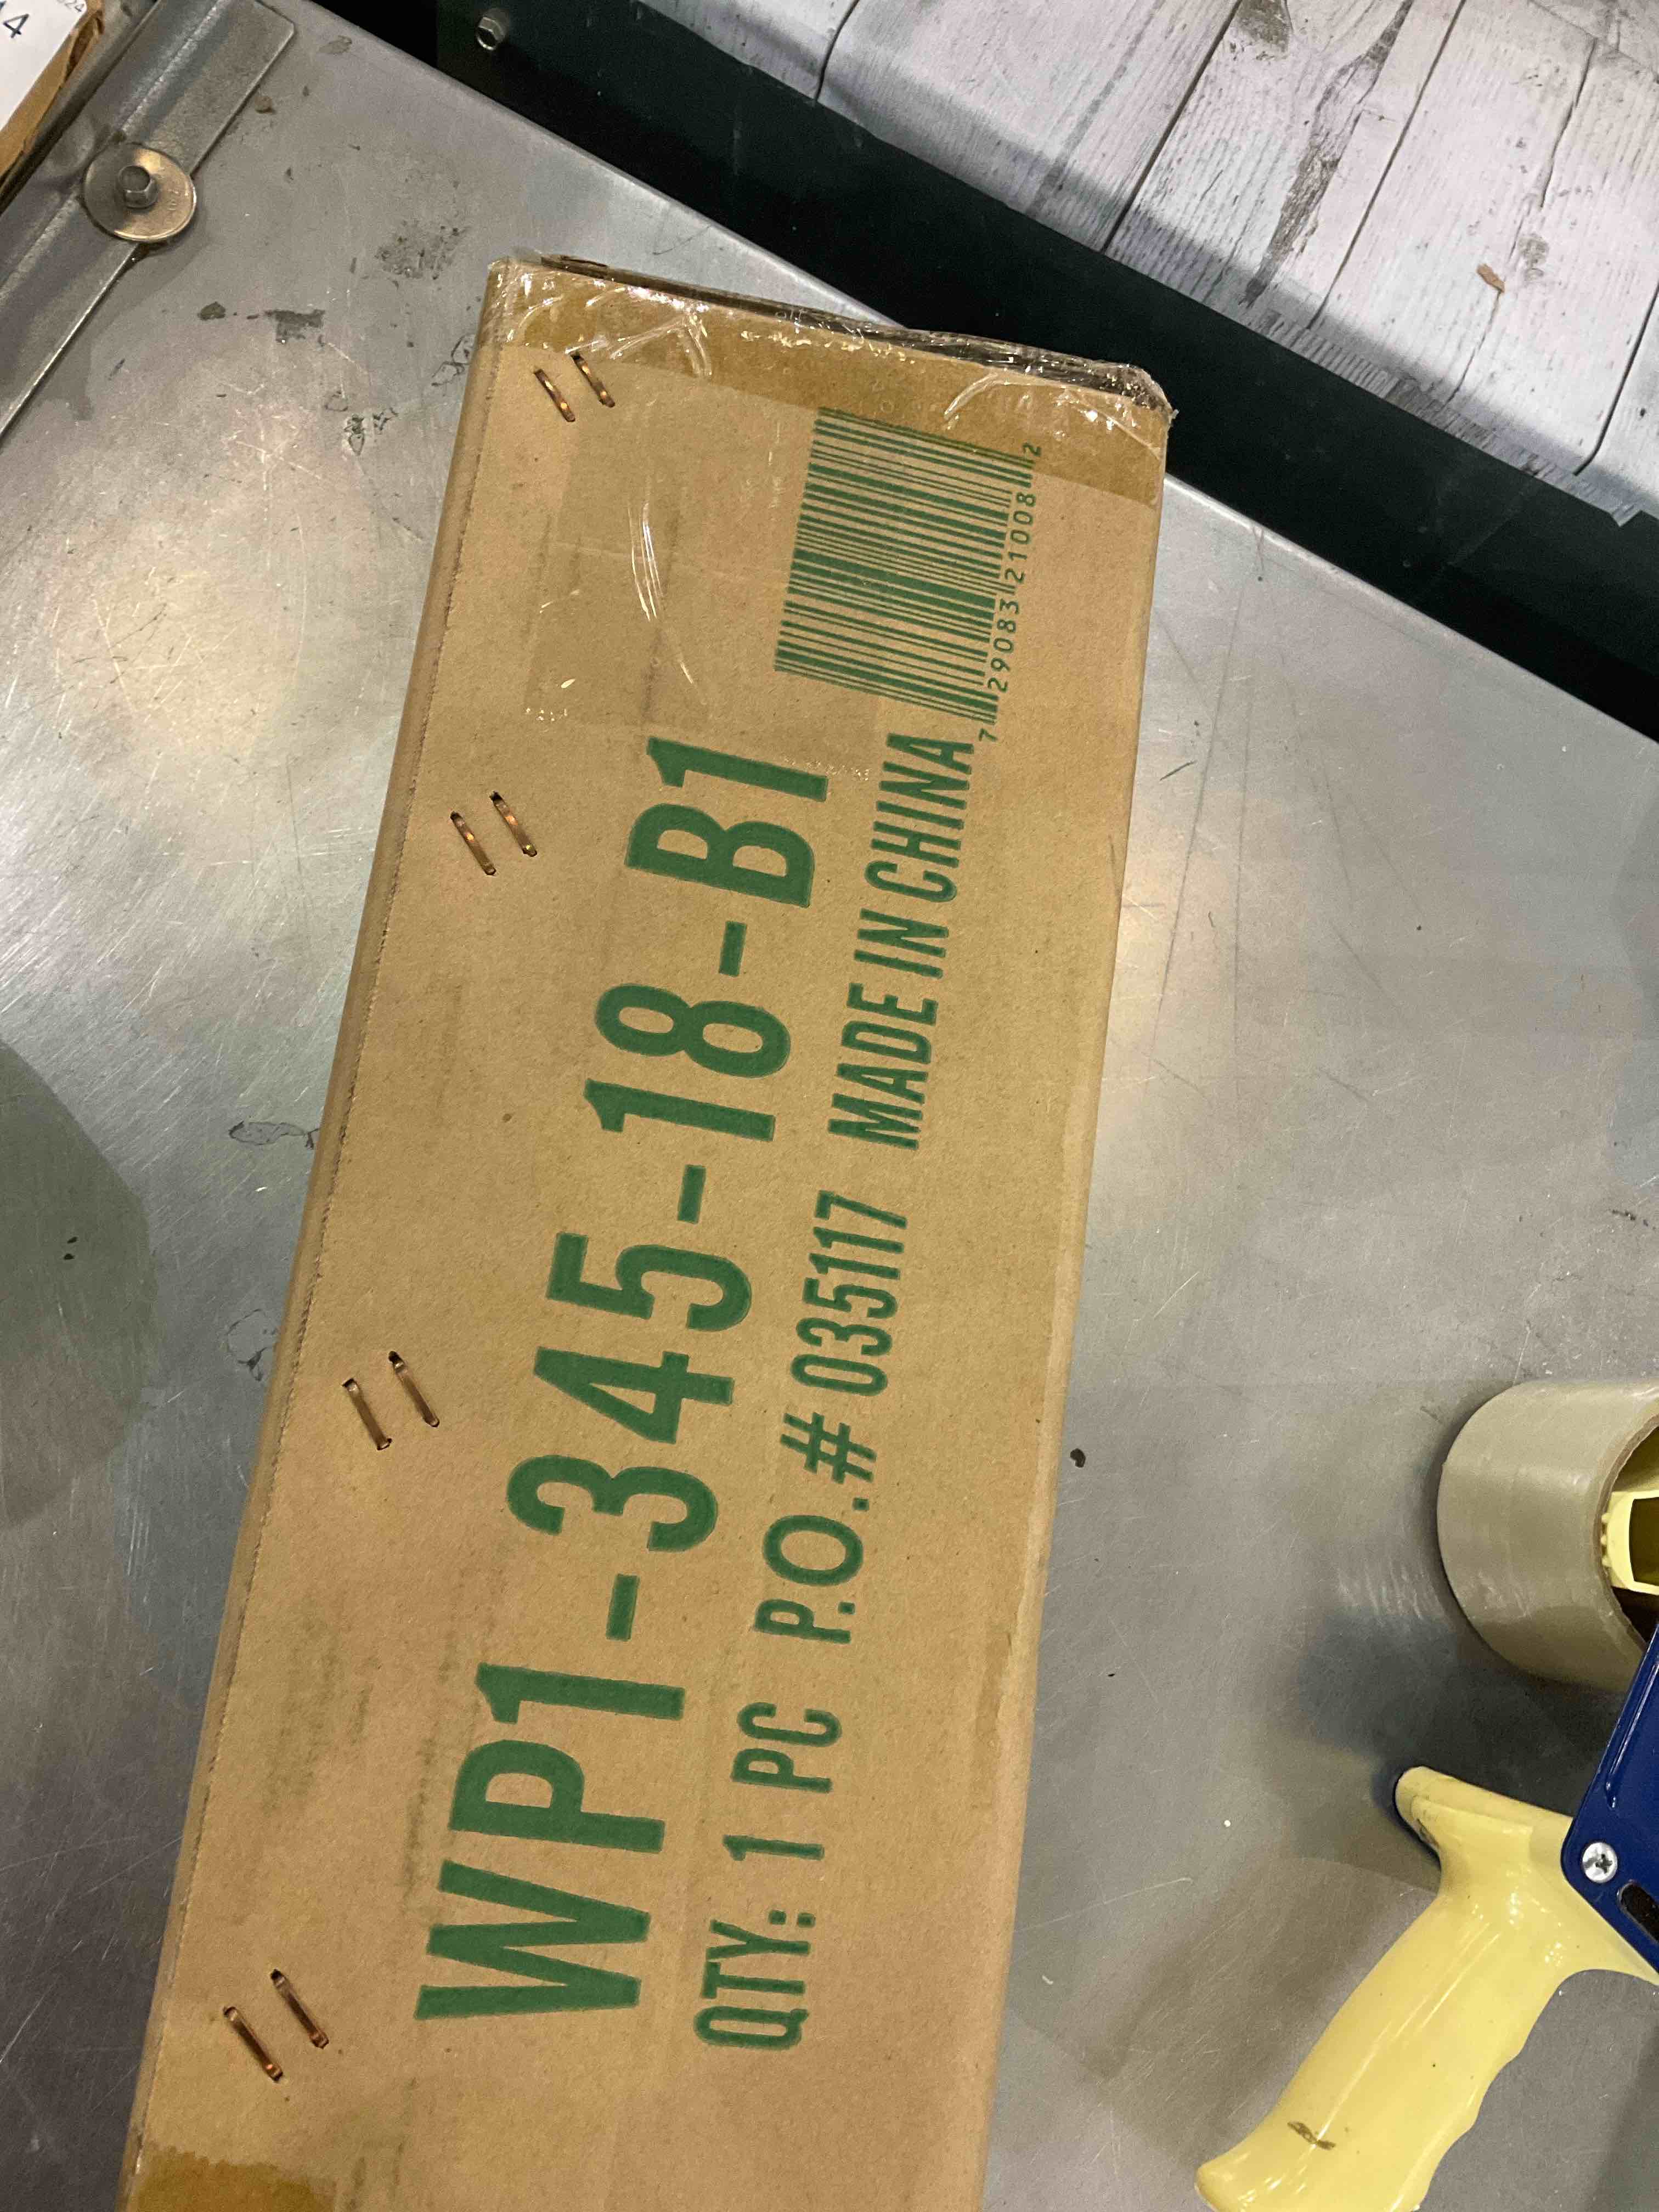 WP1-345-18-B1
QTY: 1 PC P.O.# 035117 MADE IN CHINA
7 29083 21008 2